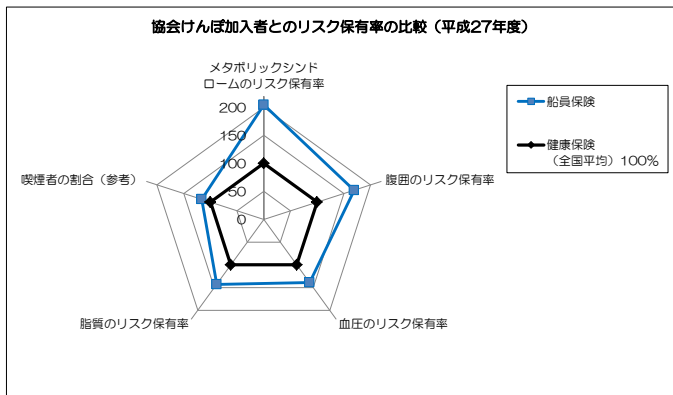 協会けんぽ加入者とのリスク保有率の比較（平成27年度）
メタボリックシンド
ロームのリスク保有率
200
150
100
50
0
腹囲のリスク保有率
血圧のリスク保有率
脂質のリスク保有率
喫煙者の割合（参考）
船員保険
健康保険
（全国平均）100%